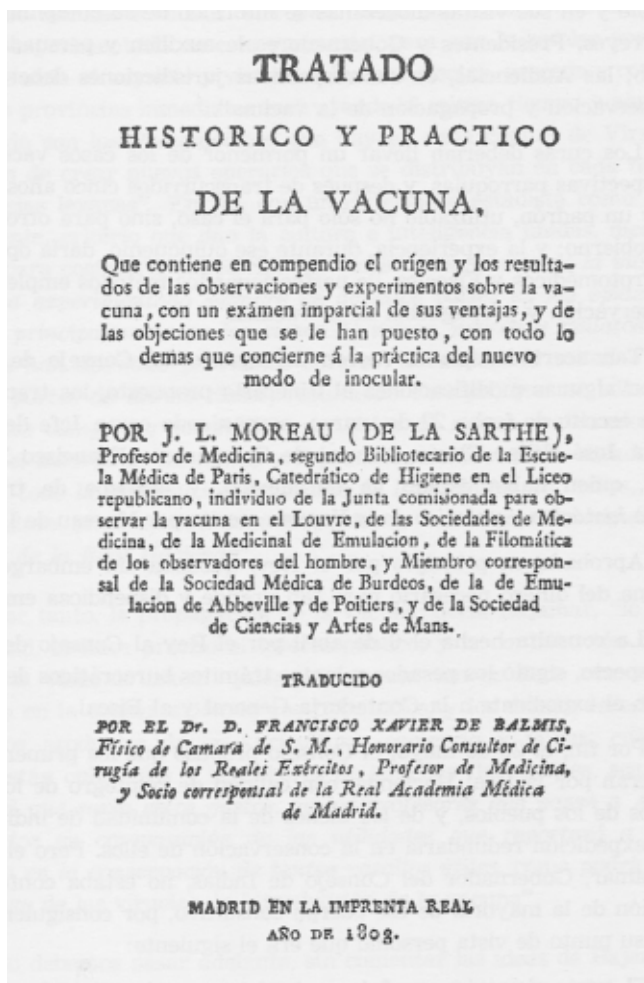 TRATADO
HISTORICO Y PRACTICO
DE LA VACUNA,
Que contiene en compendio el orígen y los resulta-
dos de las observaciones y experimentos sobre la va-
cuna, con un exámen imparcial de sus ventajas, y de
las objeciones que se le han puesto, con todo lo
demas que concierne á la práctica del nuevo
modo de inocular.
POR J. L. MOREAU (DE LA SARTHE),
Profesor de Medicina, segundo Bibliotecario de la Escue-
la Médica de Paris, Catedrático de Higiene en el Liceo
republicano, individuo de la Junta comisionada para ob-
servar la vacuna en el Louvre, de las Sociedades de Me-
dicina, de la Medicinal de Emulacion, de la Filomática
de los observadores del hombre, y Miembro correspon-
sal de la Sociedad Médica de Burdeos, de la de Emu-
lacion de Abbeville y de Poitiers, y de la Sociedad
de Ciencias y Artes de Mans.
TRADUCIDO
POR EL Dr. D. FRANCISCO XAVIER DE BALMIS,
Físico de Camara de S. M., Honorario Consultor de Ci-
rugía de los Reales Exércitos, Profesor de Medicina,
y Socio corresponsal de la Real Academia Médica
de Madrid.
MADRID EN LA IMPRENTA REAL
AÑO DE 1803.